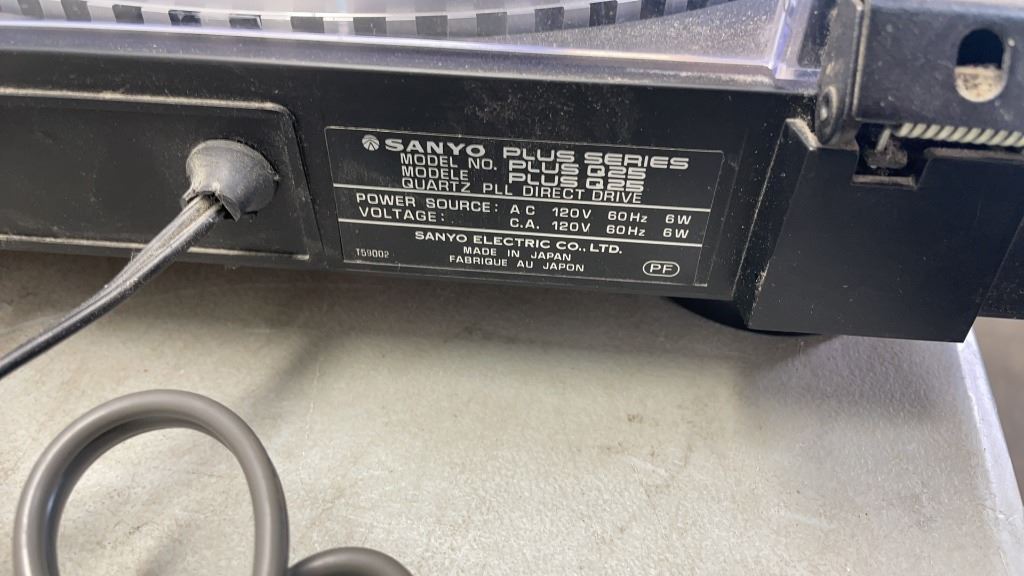 SANYO PLUS SERIES
MODEL NO. PLUS Q25
MODELE PLUS Q25
QUARTZ PLL DIRECT DRIVE
POWER SOURCE: AC 120V 60Hz 6W
VOLTAGE: C.A. 120V 60Hz 6W
SANYO ELECTRIC CO., LTD.
MADE IN JAPAN
T59002 FABRIQUE AU JAPON PF